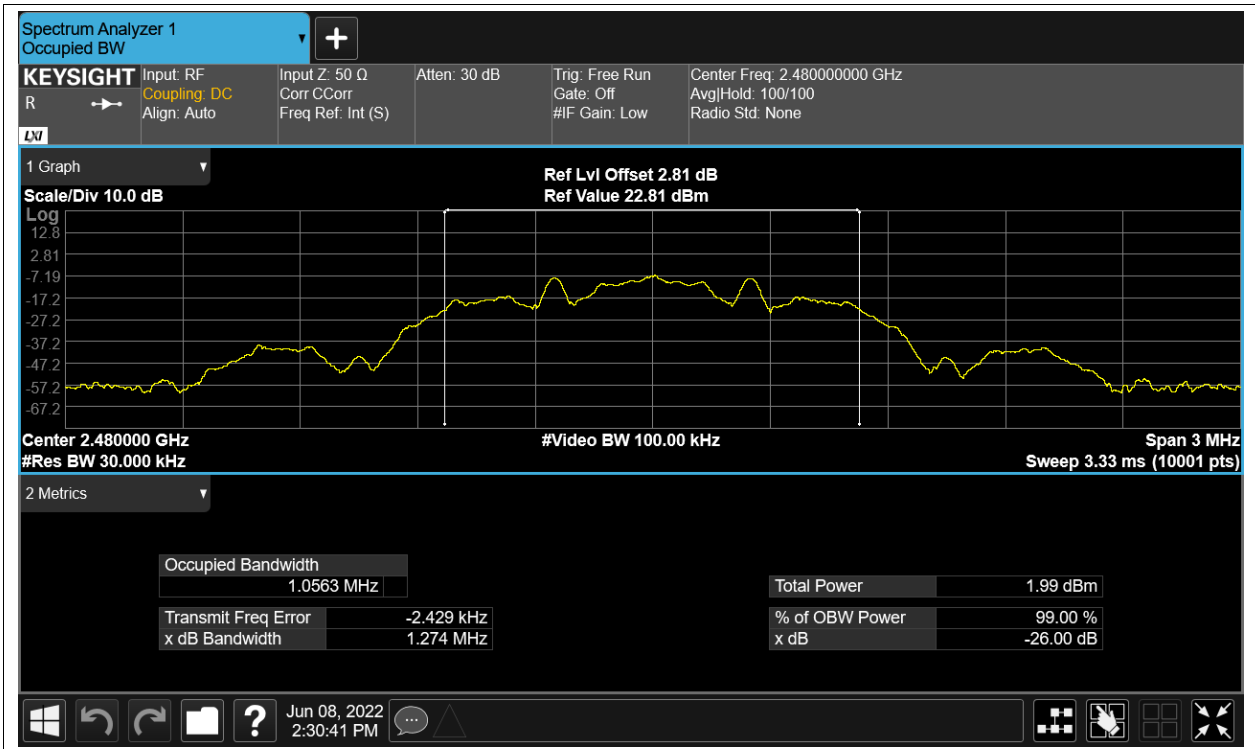 Spectrum Analyzer 1
Occupied BW
KEYSIGHT Input: RF Input Z: 50 Ω Atten: 30 dB Trig: Free Run Center Freq: 2.480000000 GHz
R Coupling: DC Corr CCorr Gate: Off Avg|Hold: 100/100
Align: Auto Freq Ref: Int (S) #IF Gain: Low Radio Std: None
LXI
1 Graph
Ref Lvl Offset 2.81 dB
Scale/Div 10.0 dB Ref Value 22.81 dBm
Log
12.8
2.81
-7.19
-17.2
-27.2
-37.2
-47.2
-57.2
-67.2
Center 2.480000 GHz #Video BW 100.00 kHz Span 3 MHz
#Res BW 30.000 kHz Sweep 3.33 ms (10001 pts)
2 Metrics
Occupied Bandwidth
1.0563 MHz Total Power 1.99 dBm
Transmit Freq Error -2.429 kHz % of OBW Power 99.00 %
x dB Bandwidth 1.274 MHz x dB -26.00 dB
Jun 08, 2022
2:30:41 PM